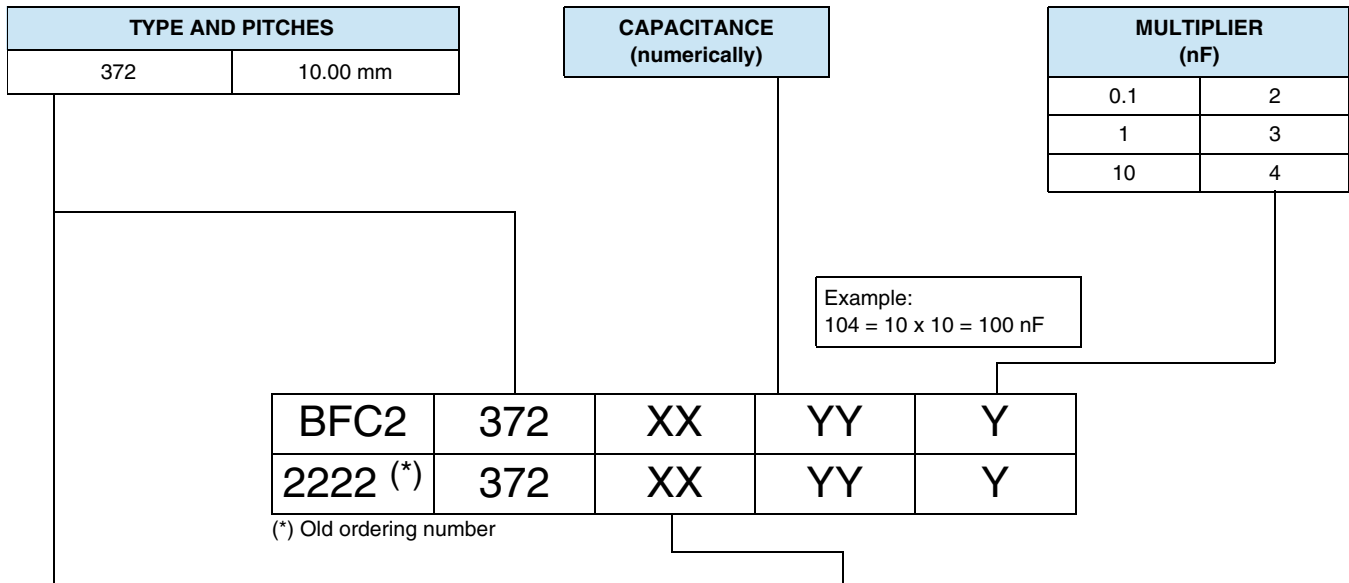 TYPE AND PITCHES
372 10.00 mm
CAPACITANCE
(numerically)
MULTIPLIER
(nF)
0.1 2
1 3
10 4
Example:
104 = 10 x 10 = 100 nF
BFC2 372 XX YY Y
2222 (*) 372 XX YY Y
(*) Old ordering number